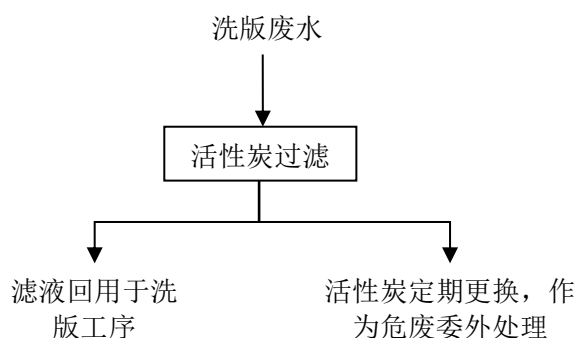 洗版废水
活性炭过滤
滤液回用于洗
版工序
活性炭定期更换，作
为危废委外处理